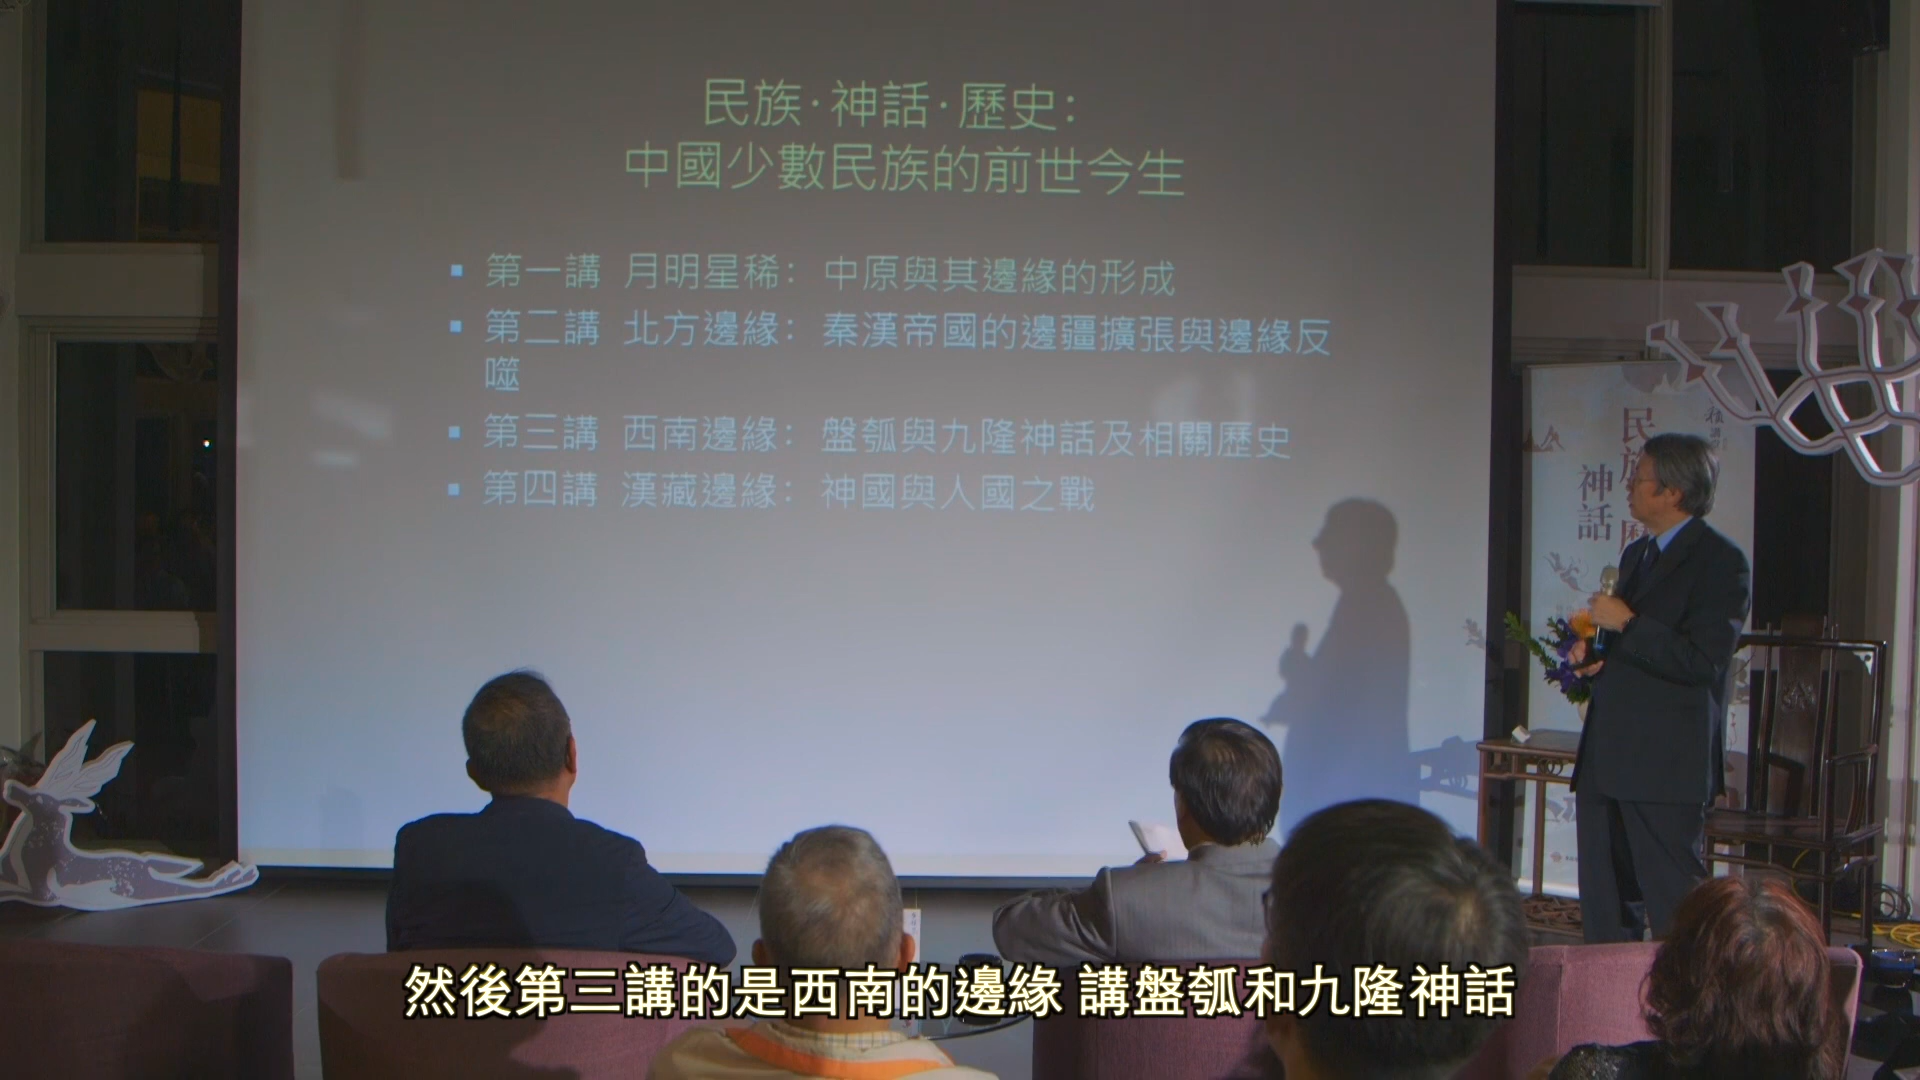 民族·神話·歷史：
中國少數民族的前世今生
▪ 第一講 月明星稀：中原與其邊緣的形成
▪ 第二講 北方邊緣：秦漢帝國的邊疆擴張與邊緣反
噬
▪ 第三講 西南邊緣：盤瓠與九隆神話及相關歷史
▪ 第四講 漢藏邊緣：神國與人國之戰
民族
神話
然後第三講的是西南的邊緣 講盤瓠和九隆神話